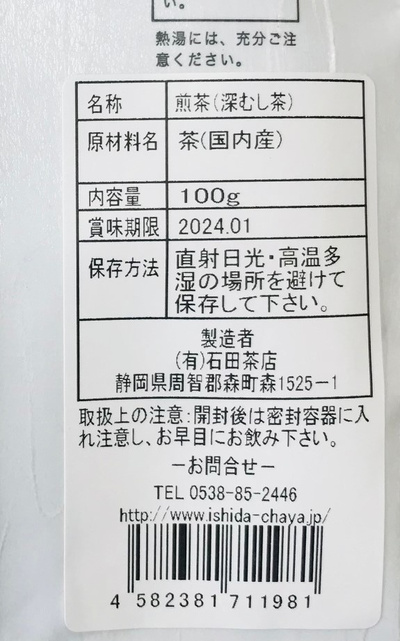 い。
熱湯には、充分ご注
意ください。
名称 煎茶(深むし茶)
原材料名 茶(国内産)
内容量 100g
賞味期限 2024.01
保存方法 直射日光・高温多
湿の場所を避けて
保存して下さい。
製造者
(有)石田茶店
静岡県周智郡森町森1525-1
取扱上の注意:開封後は密封容器に入
れ注意し、お早目にお飲み下さい。
ーお問合せー
TEL 0538-85-2446
http://www.ishida-chaya.jp/
4 582381 711981